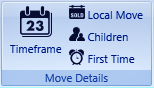 23
Timeframe
SOLD Local Move
Children
First Time
Move Details